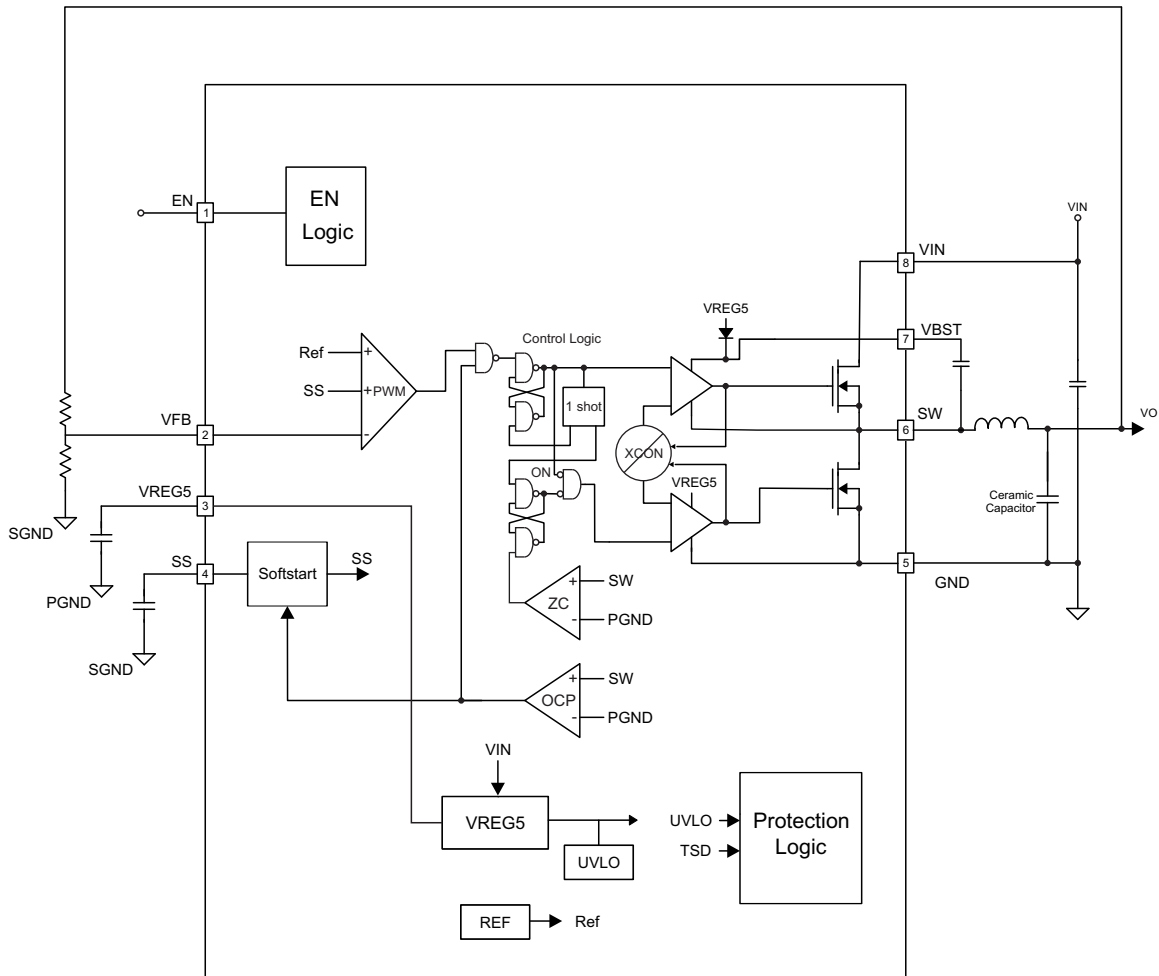 EN
1
EN
Logic
VIN
8
VIN
VREG5
7
VBST
Control Logic
Ref
+
SS
+
PWM
-
1 shot
VFB
2
SW
6
VO
XCON
ON
VREG5
VREG5
3
Ceramic
Capacitor
SGND
SS
4
Softstart
SS
5
GND
PGND
SGND
+
SW
ZC
-
PGND
+
SW
OCP
-
PGND
VIN
VREG5
UVLO
UVLO
TSD
Protection
Logic
REF
Ref